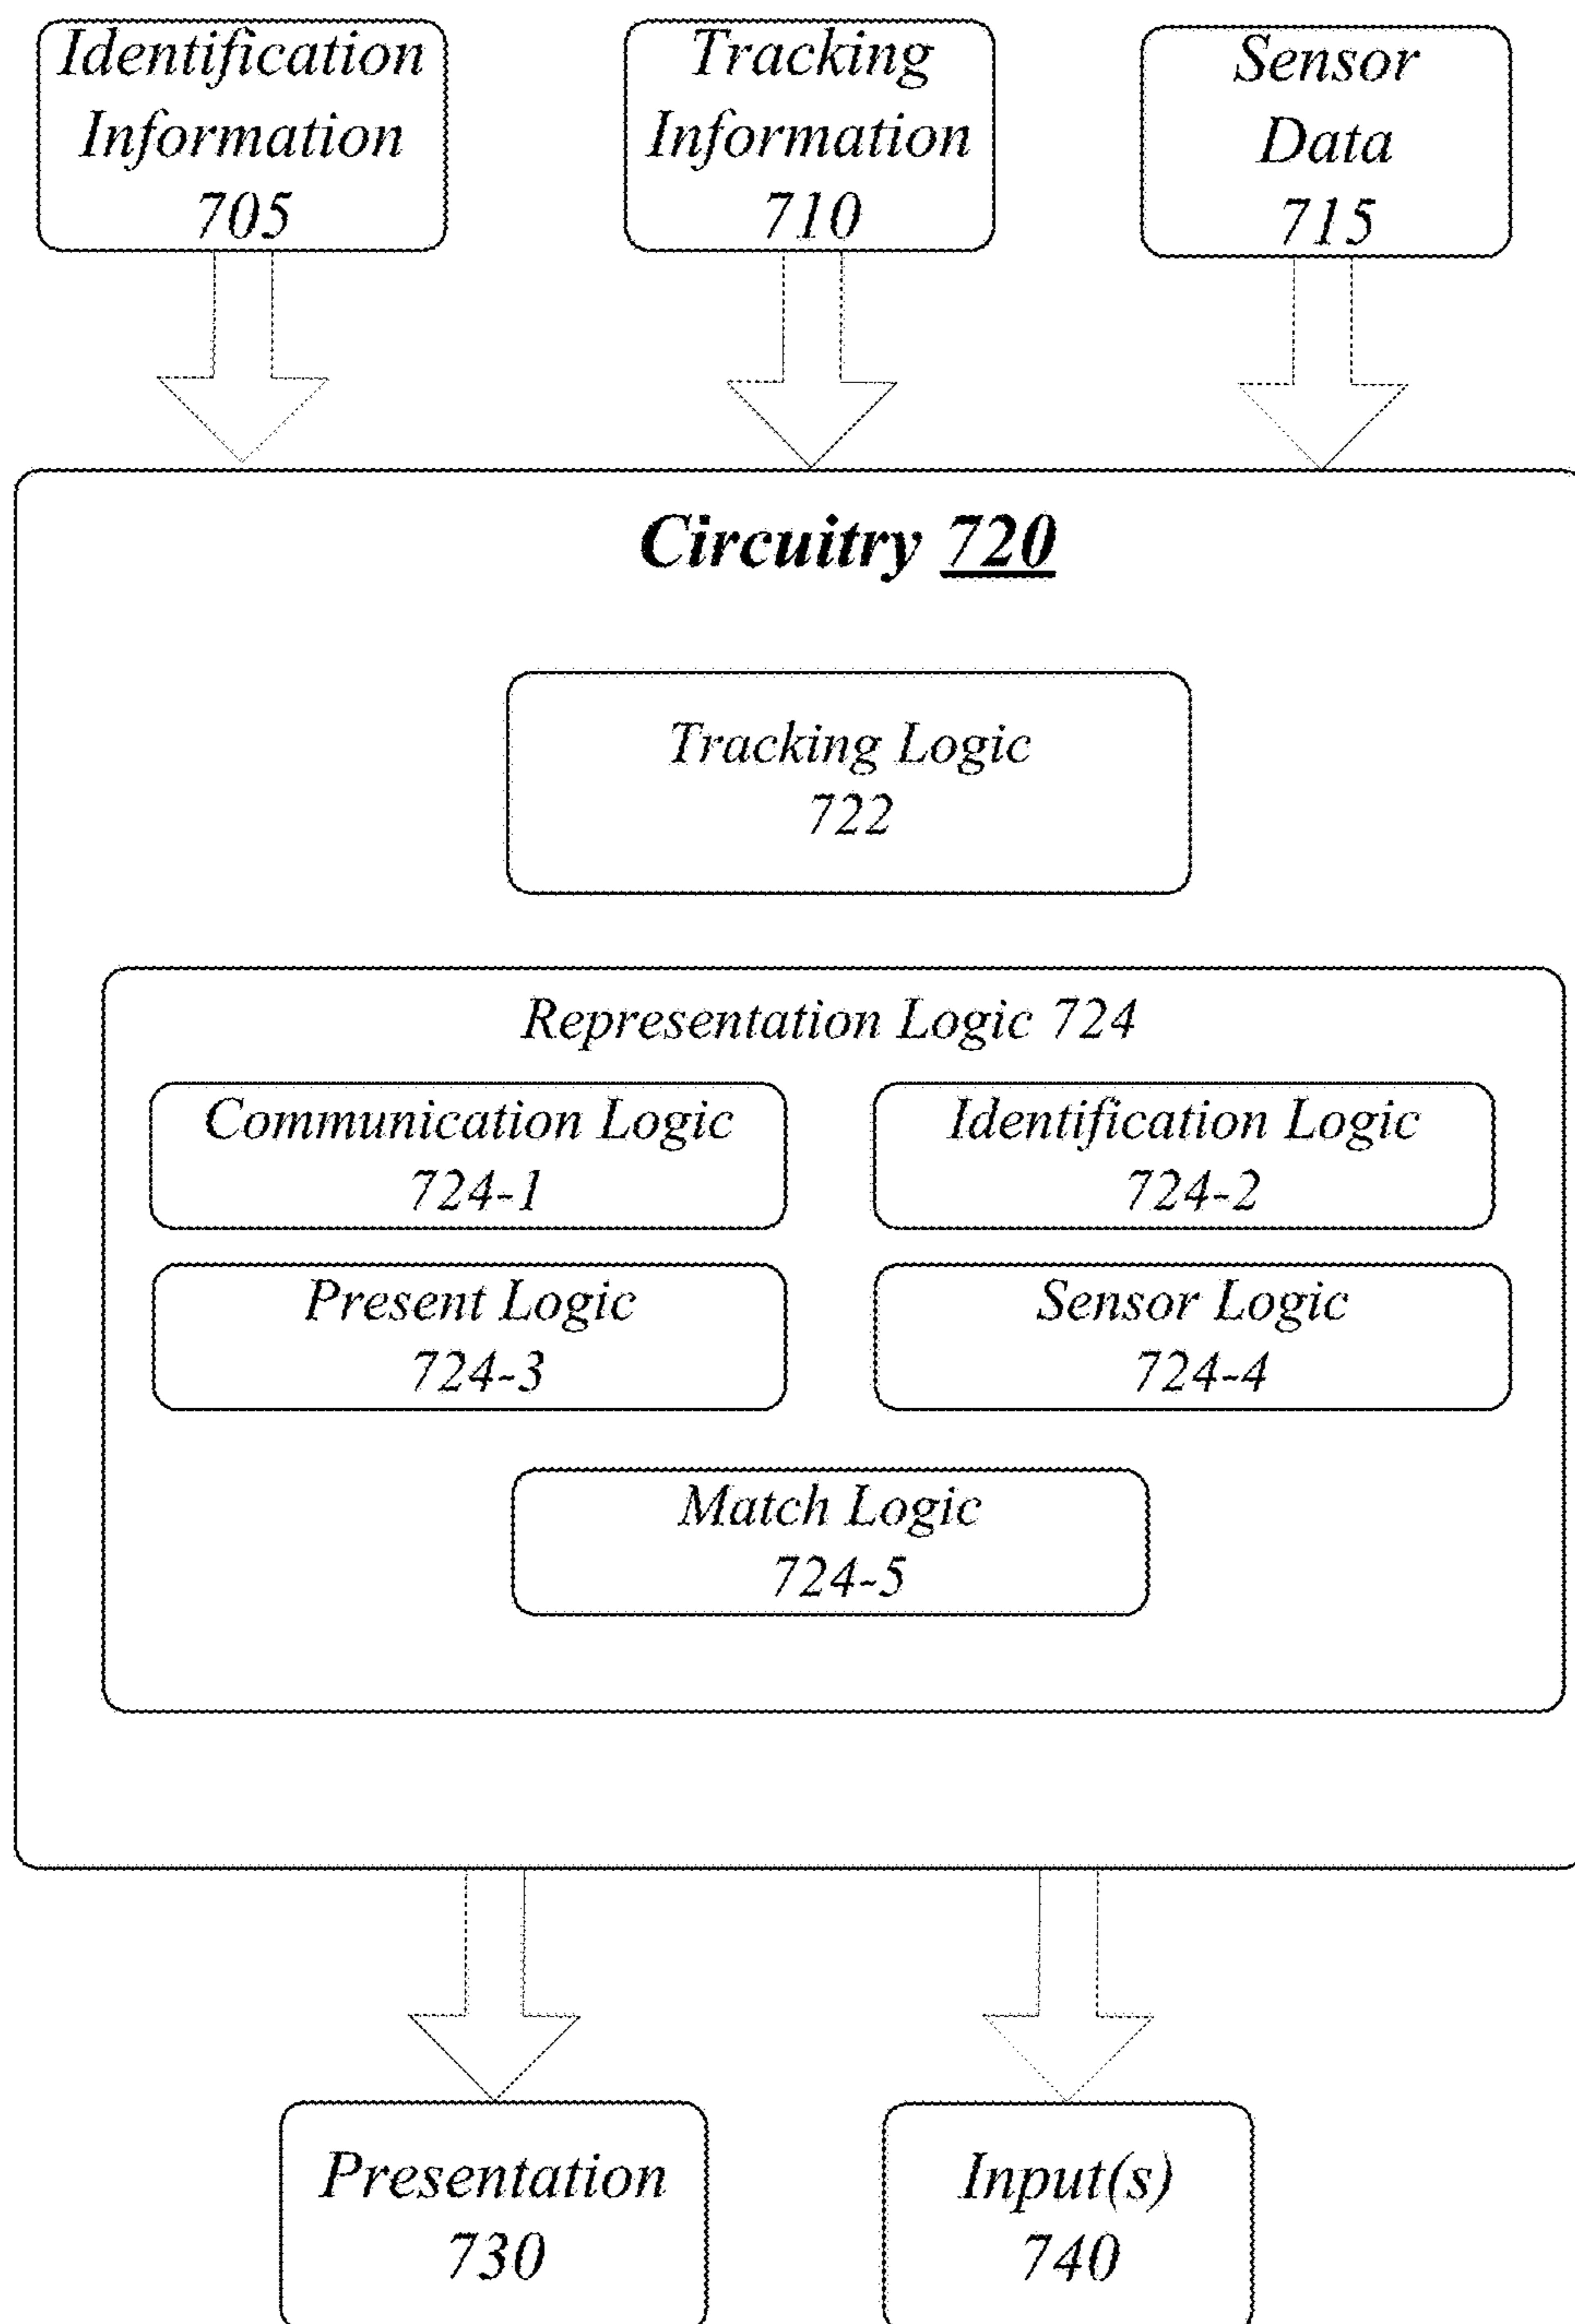 Identification
Information
705
Tracking
Information
710
Sensor
Data
715
Circuitry 720
Tracking Logic
722
Representation Logic 724
Communication Logic
724-1
Identification Logic
724-2
Present Logic
724-3
Sensor Logic
724-4
Match Logic
724-5
Presentation
730
Input(s)
740